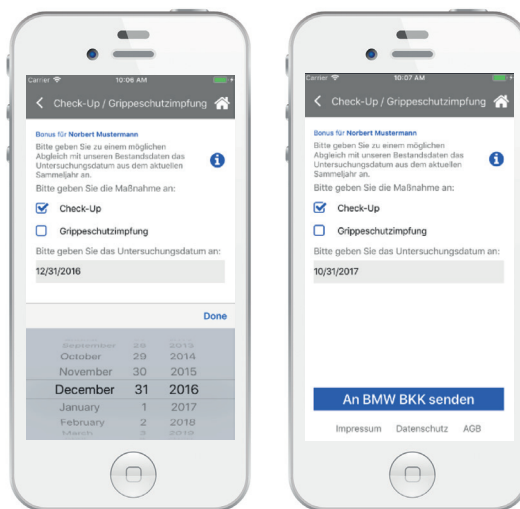 Carrier 10:06 AM
Check-Up / Grippeschutzimpfung
Bonus für Norbert Mustermann
Bitte geben Sie zu einem möglichen
Abgleich mit unseren Bestandsdaten das
Untersuchungsdatum aus dem aktuellen
Sammeljahr an.
Bitte geben Sie die Maßnahme an:
Check-Up
Grippeschutzimpfung
Bitte geben Sie das Untersuchungsdatum an:
12/31/2016
Done
September 28 2013
October 29 2014
November 30 2015
December 31 2016
January 1 2017
February 2 2018
March 3 2019
Carrier 10:07 AM
Check-Up / Grippeschutzimpfung
Bonus für Norbert Mustermann
Bitte geben Sie zu einem möglichen
Abgleich mit unseren Bestandsdaten das
Untersuchungsdatum aus dem aktuellen
Sammeljahr an.
Bitte geben Sie die Maßnahme an:
Check-Up
Grippeschutzimpfung
Bitte geben Sie das Untersuchungsdatum an:
10/31/2017
An BMW BKK senden
Impressum Datenschutz AGB